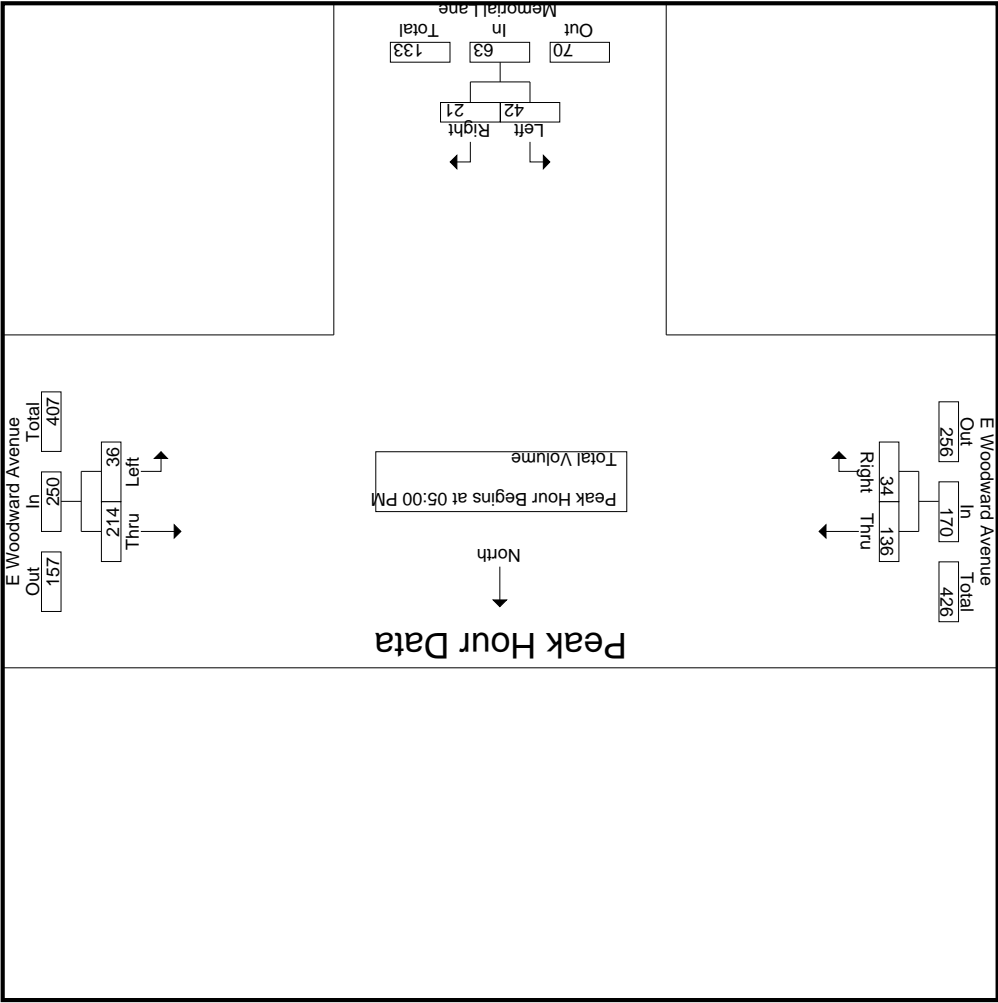 Peak Hour Data
North
Peak Hour Begins at 05:00 PM
Total Volume
E Woodward Avenue
Out
In
Total
256
170
426
34
136
Right
Thru
E Woodward Avenue
Total
In
Out
407
250
157
36
214
Left
Thru
Left
Right
42
21
70
63
133
Out
In
Total
Memorial Lane